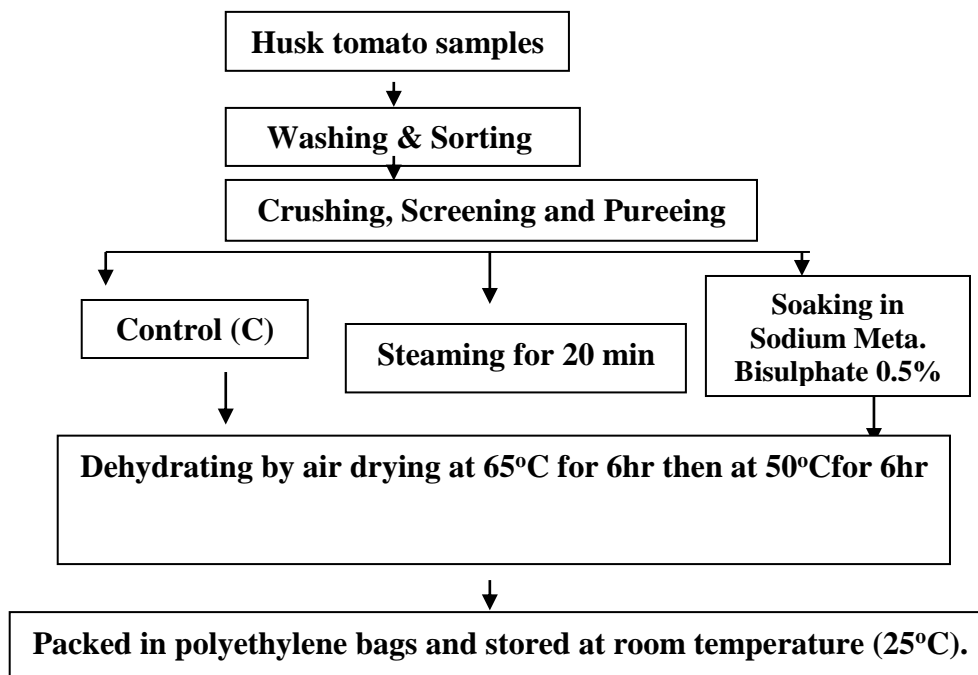 Husk tomato samples
Washing & Sorting
Crushing, Screening and Pureeing
Control (C)
Steaming for 20 min
Soaking in
Sodium Meta.
Bisulphate 0.5%
Dehydrating by air drying at 65°C for 6hr then at 50°Cfor 6hr
Packed in polyethylene bags and stored at room temperature (25°C).